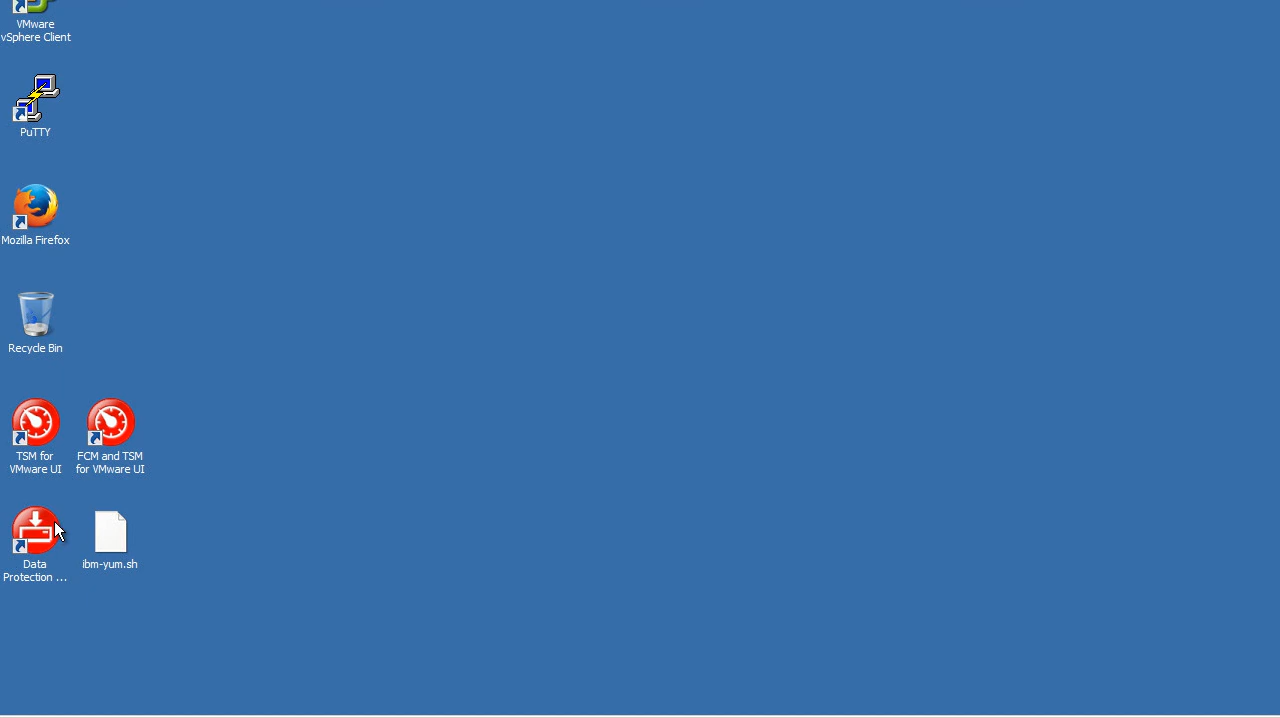 VMware
vSphere Client
PuTTY
Mozilla Firefox
Recycle Bin
TSM for
VMware UI
FCM and TSM
for VMware UI
Data
Protection ...
ibm-yum.sh